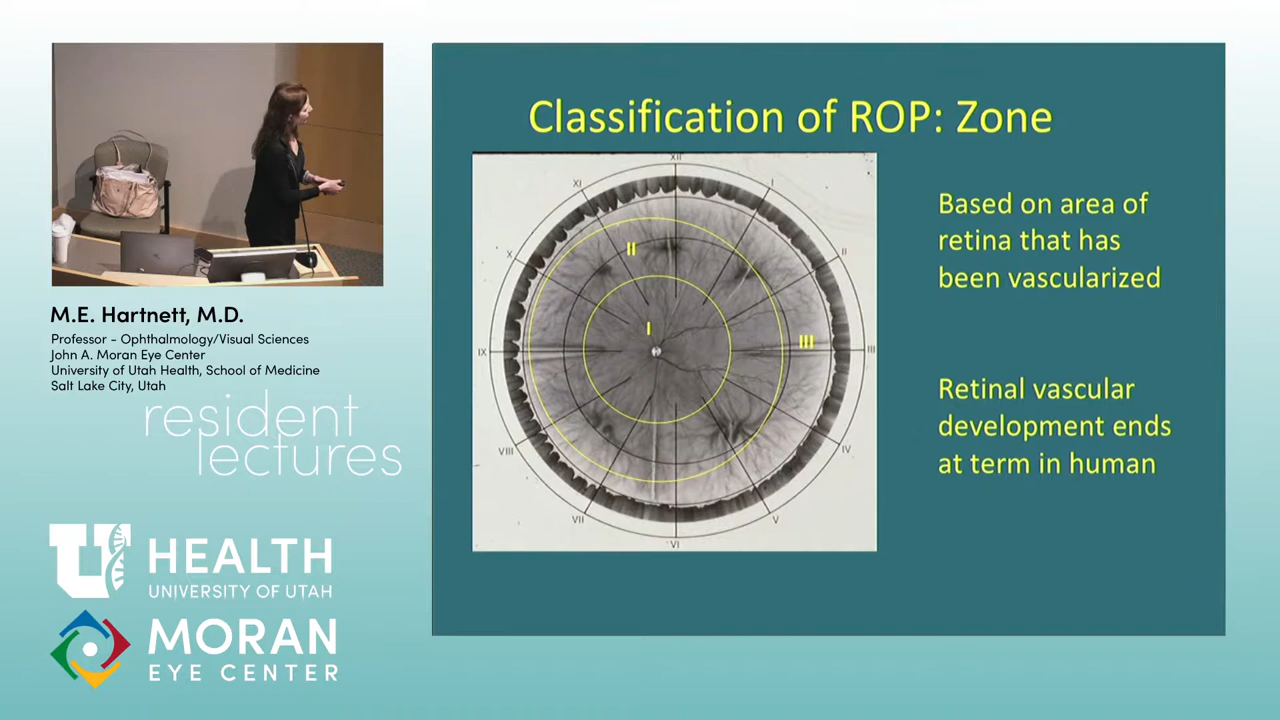 Classification of ROP: Zone
XII
XI
I
X
II
II
I
IX
III
III
VIII
IV
VII
V
VI
Based on area of
retina that has
been vascularized
Retinal vascular
development ends
at term in human
M.E. Hartnett, M.D.
Professor - Ophthalmology/Visual Sciences
John A. Moran Eye Center
University of Utah Health, School of Medicine
Salt Lake City, Utah
resident
lectures
U HEALTH
UNIVERSITY OF UTAH
MORAN
EYE CENTER